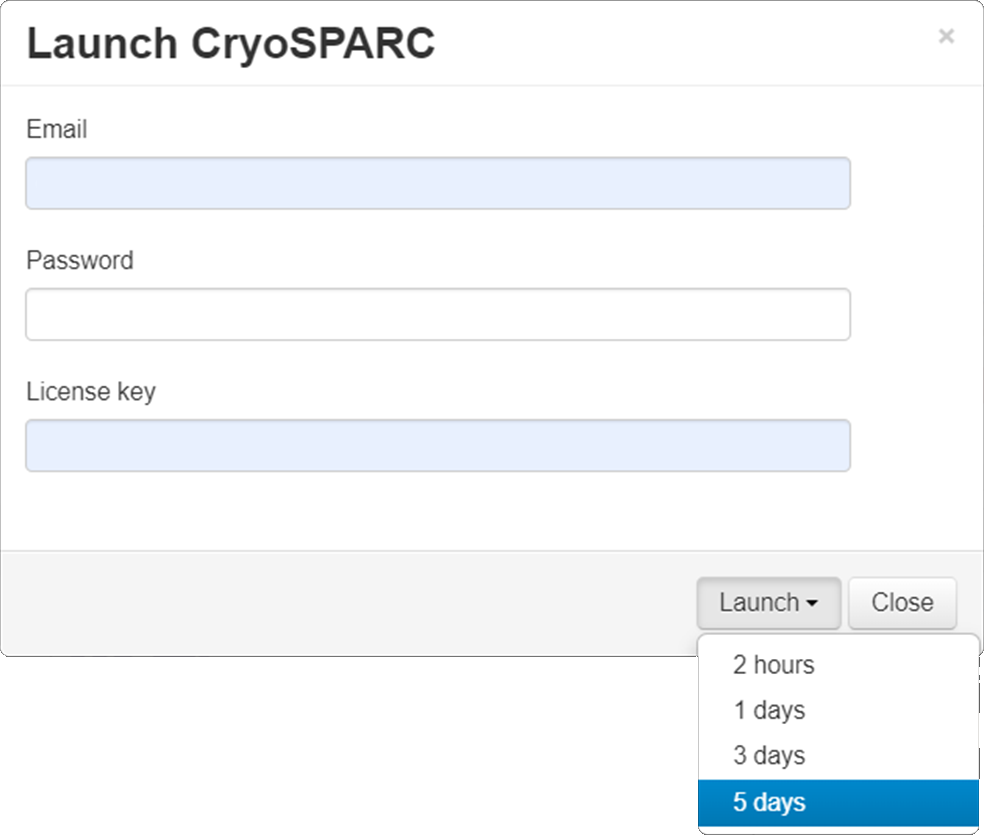 Launch CryoSPARC
×
Email
Password
License key
Launch
Close
2 hours
1 days
3 days
5 days